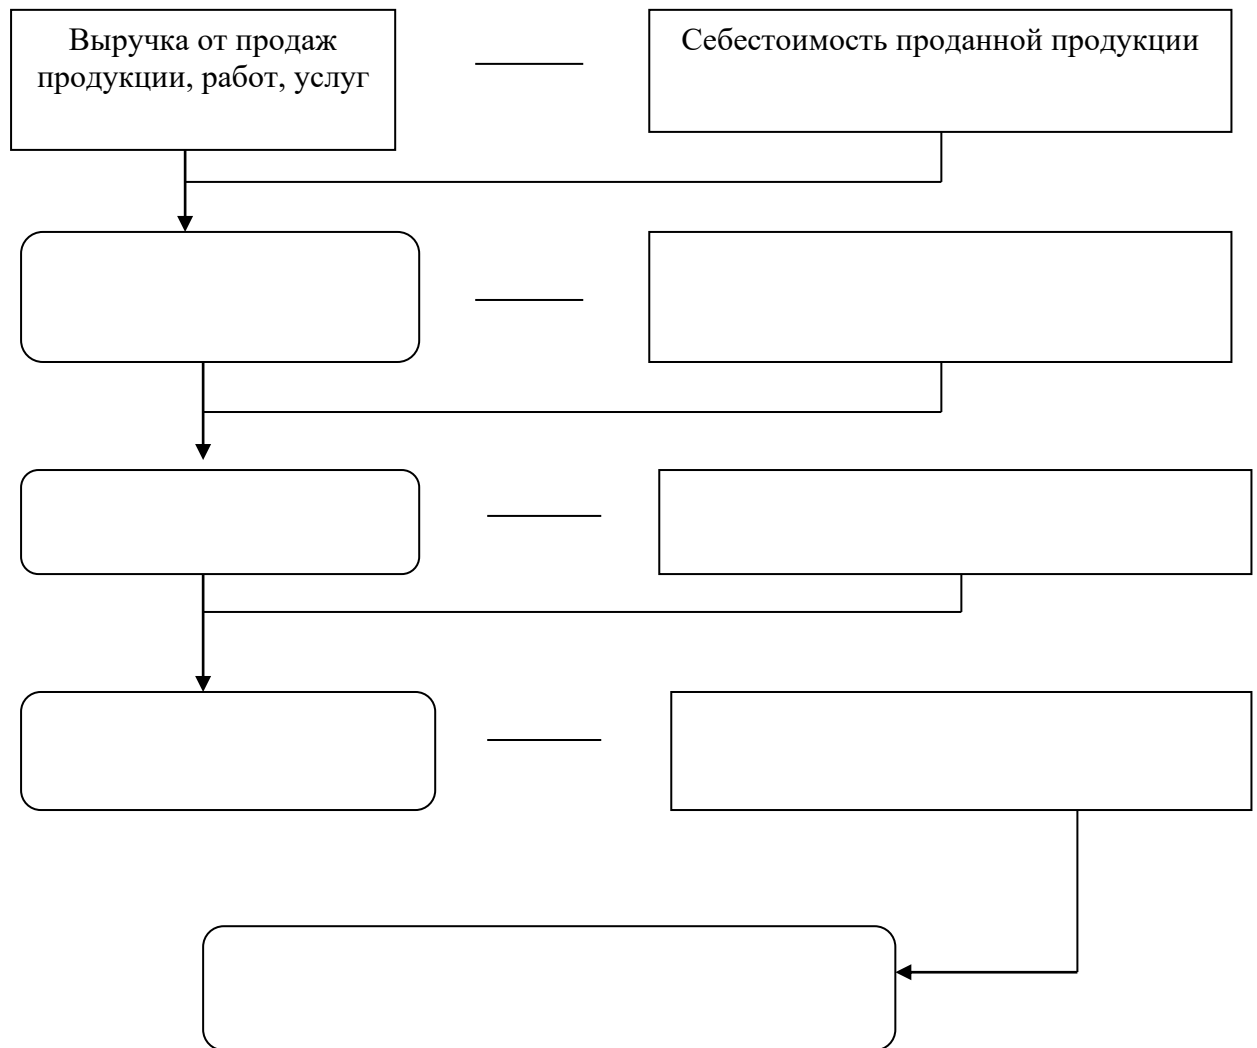 Выручка от продаж
продукции, работ, услуг
Себестоимость проданной продукции